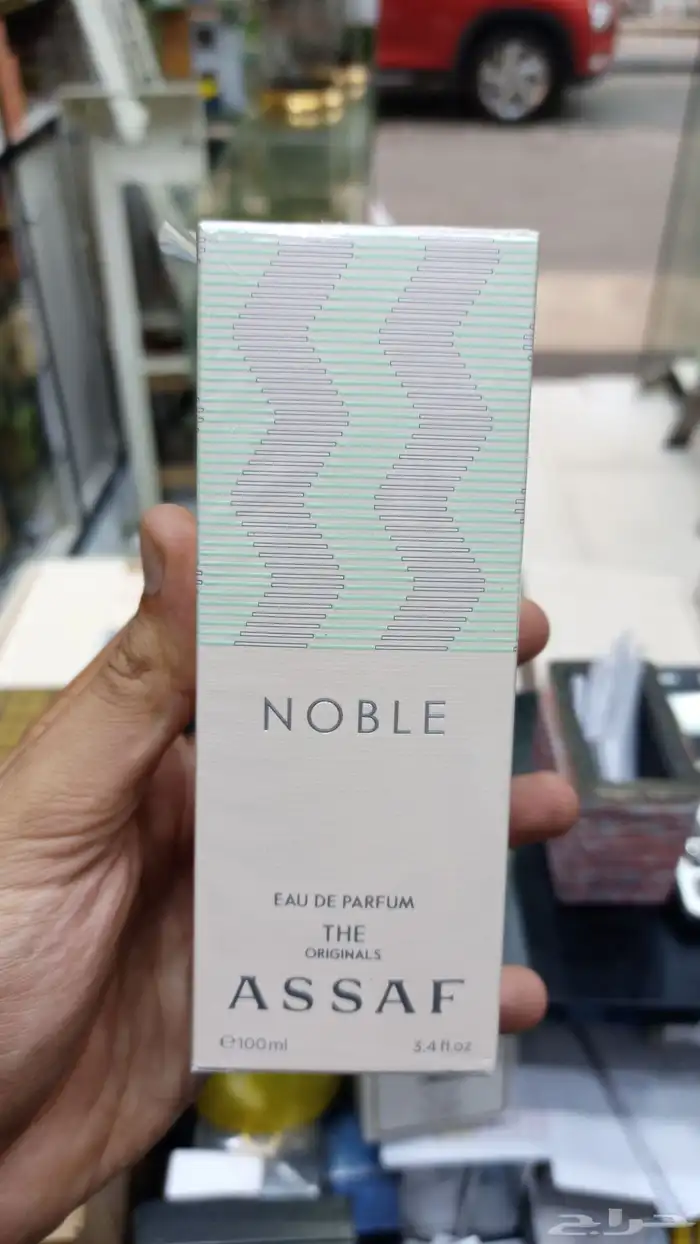 NOBLE
EAU DE PARFUM
THE
ORIGINALS
ASSAF
℮100ml
3.4 fl.oz
حراج